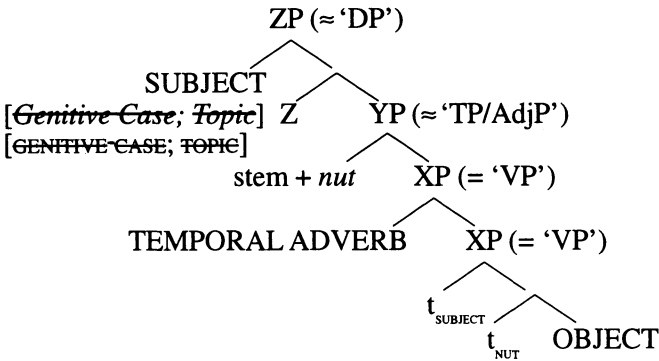 ZP (≈ ‘DP’)
SUBJECT
[Genitive Case; Topic] Z YP (≈ ‘TP/AdjP’)
[GENITIVE CASE; TOPIC]
stem + nut XP (= ‘VP’)
TEMPORAL ADVERB XP (= ‘VP’)
tSUBJECT
tNUT OBJECT